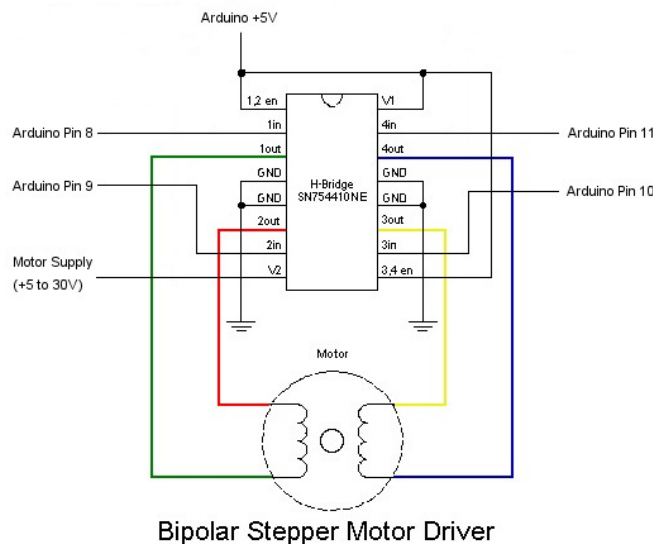 Arduino +5V
1,2 en
V1
Arduino Pin 8
1in
4in
Arduino Pin 11
1out
4out
GND
GND
H-Bridge
SN754410NE
Arduino Pin 9
GND
GND
Arduino Pin 10
2out
3out
2in
3in
Motor Supply
(+5 to 30V)
V2
3,4 en
Motor
Bipolar Stepper Motor Driver